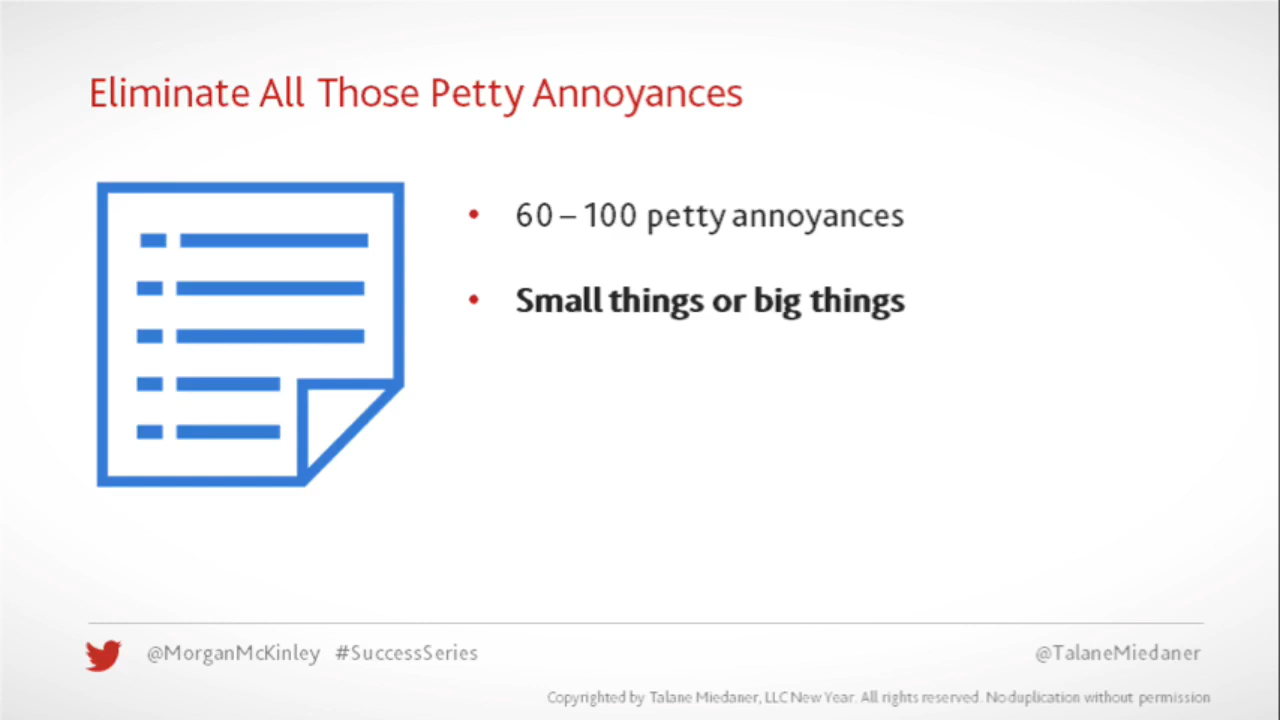 Eliminate All Those Petty Annoyances
• 60 – 100 petty annoyances
• Small things or big things
@MorganMcKinley #SuccessSeries
@TalaneMiedaner
Copyrighted by Talane Miedaner, LLC New Year. All rights reserved. No duplication without permission